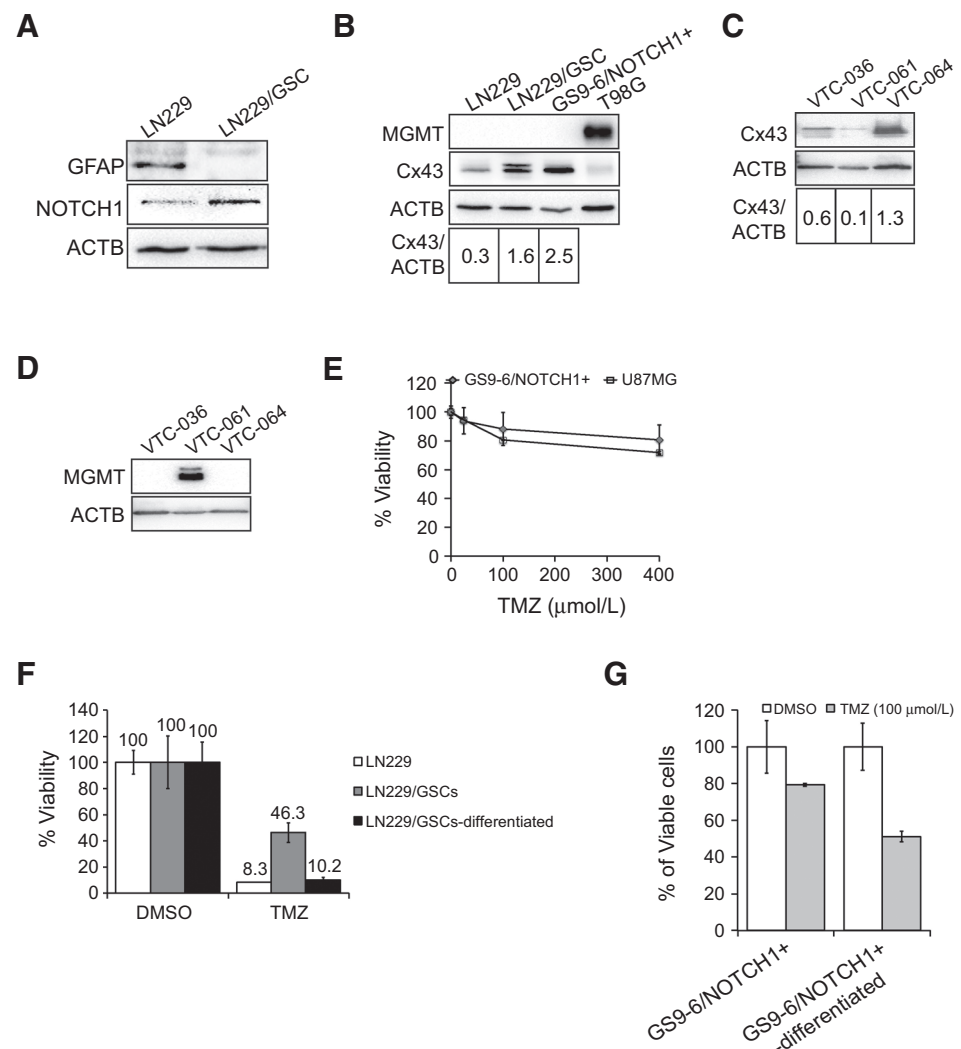 A
LN229
LN229/GSC
GFAP
NOTCH1
ACTB
B
LN229
LN229/GSC
GS9-6/NOTCH1+
T98G
MGMT
Cx43
ACTB
Cx43/
ACTB
0.3 1.6 2.5
C
VTC-036
VTC-061
VTC-064
Cx43
ACTB
Cx43/
ACTB
0.6 0.1 1.3
D
VTC-036
VTC-061
VTC-064
MGMT
ACTB
E
GS9-6/NOTCH1+ U87MG
% Viability
120
100
80
60
40
20
0
0 100 200 300 400
TMZ (μmol/L)
F
% Viability
140
120
100
80
60
40
20
0
100 100 100
8.3 46.3 10.2
DMSO TMZ
LN229
LN229/GSCs
LN229/GSCs-differentiated
G
DMSO TMZ (100 μmol/L)
% of Viable cells
120
100
80
60
40
20
0
GS9-6/NOTCH1+
GS9-6/NOTCH1+
-differentiated